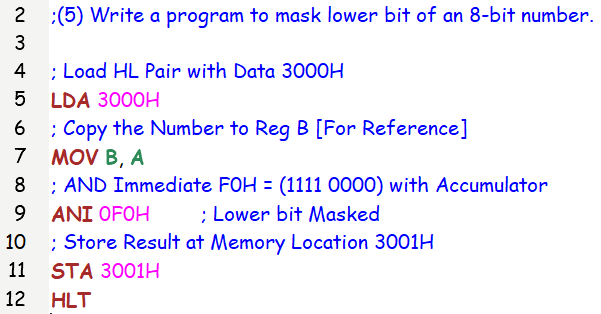 2 ;(5) Write a program to mask lower bit of an 8-bit number.
3
4 ; Load HL Pair with Data 3000H
5 LDA 3000H
6 ; Copy the Number to Reg B [For Reference]
7 MOV B, A
8 ; AND Immediate F0H = (1111 0000) with Accumulator
9 ANI 0F0H ; Lower bit Masked
10 ; Store Result at Memory Location 3001H
11 STA 3001H
12 HLT